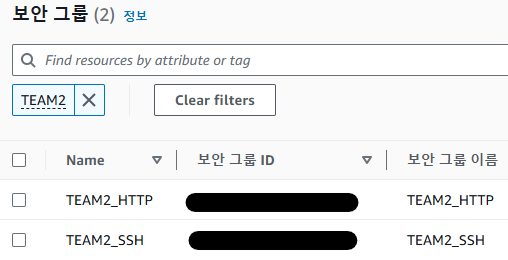 보안 그룹 (2) 정보
Find resources by attribute or tag
TEAM2 Clear filters
Name 보안 그룹 ID 보안 그룹 이름
TEAM2_HTTP TEAM2_HTTP
TEAM2_SSH TEAM2_SSH